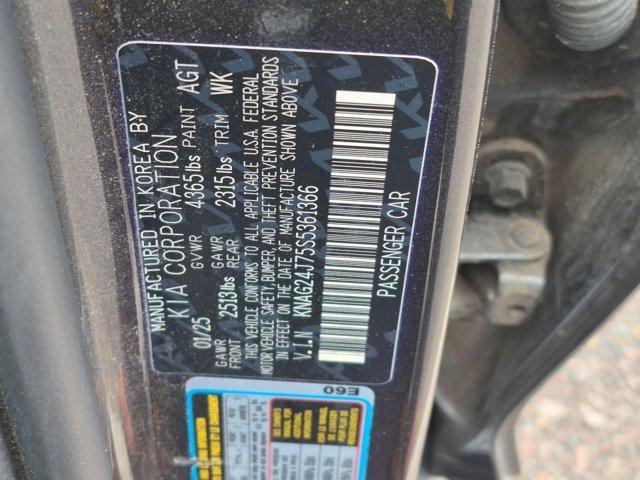 MANUFACTURED IN KOREA BY
KIA CORPORATION
01/25 GVWR 4365lbs PAINT AGT
GAWR FRONT 2513lbs GAWR REAR 2315lbs TRIM WK
THIS VEHICLE CONFORMS TO ALL APPLICABLE U.S.A. FEDERAL
MOTOR VEHICLE SAFETY, BUMPER, AND THEFT PREVENTION STANDARDS
IN EFFECT ON THE DATE OF MANUFACTURE SHOWN ABOVE
V.I.N KNAG24J75S5361366
PASSENGER CAR
E60